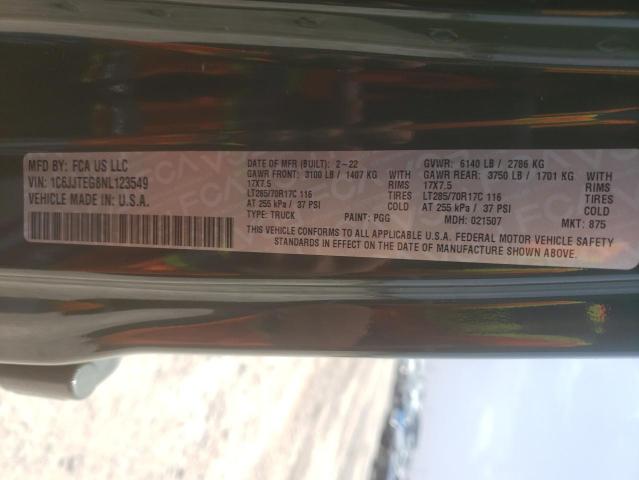 MFD BY: FCA US LLC
VIN: 1C6JJTEG8NL123549
VEHICLE MADE IN U.S.A.
DATE OF MFR (BUILT): 2-22
GAWR FRONT: 3100 LB / 1407 KG WITH
17X7.5 RIMS
LT285/70R17C 116 TIRES
AT 255 kPa / 37 PSI COLD
TYPE: TRUCK PAINT: PGG
GVWR: 6140 LB / 2786 KG
GAWR REAR: 3750 LB / 1701 KG WITH
17X7.5 RIMS
LT285/70R17C 116 TIRES
AT 255 kPa / 37 PSI COLD
MDH: 021507 MKT: 875
THIS VEHICLE CONFORMS TO ALL APPLICABLE U.S.A. FEDERAL MOTOR VEHICLE SAFETY
STANDARDS IN EFFECT ON THE DATE OF MANUFACTURE SHOWN ABOVE.